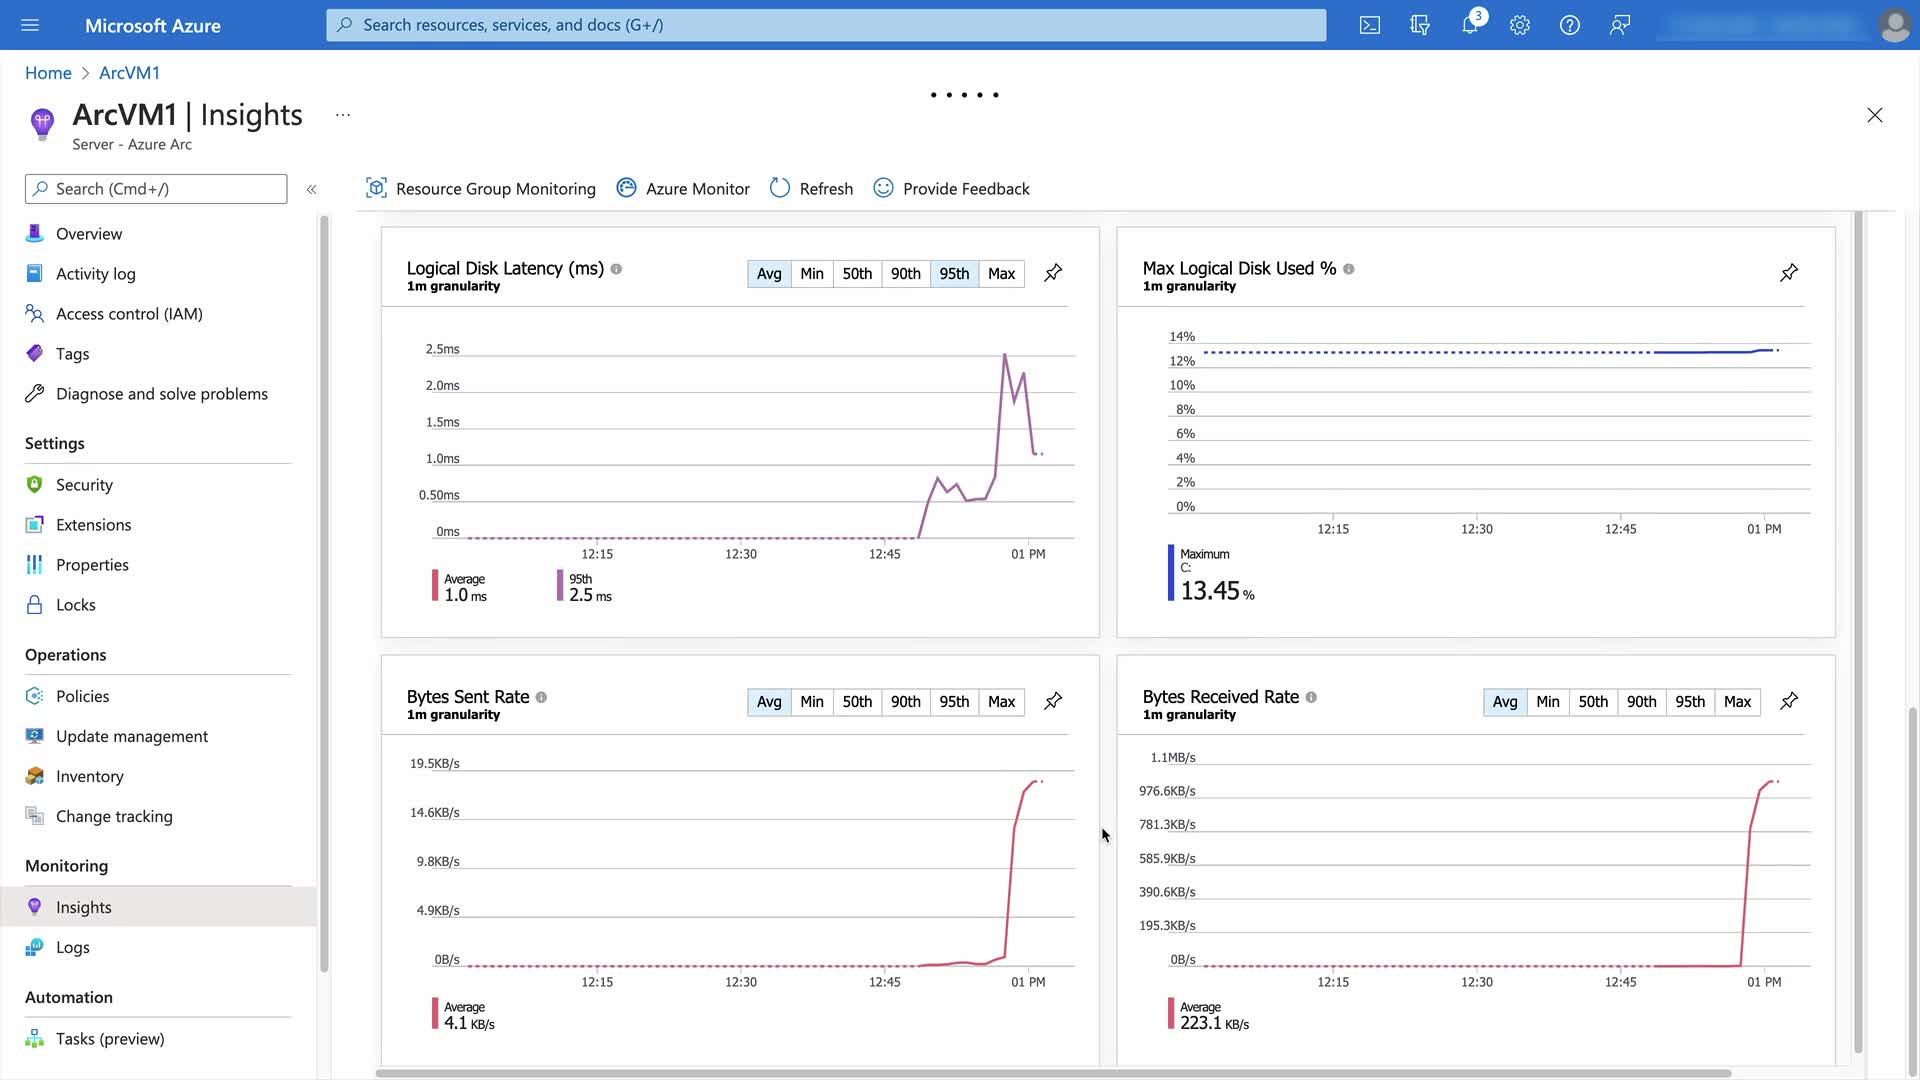 Microsoft Azure
Search resources, services, and docs (G+/)
3
Home > ArcVM1
ArcVM1 | Insights ...
Server - Azure Arc
Search (Cmd+/)
«
Overview
Activity log
Access control (IAM)
Tags
Diagnose and solve problems
Settings
Security
Extensions
Properties
Locks
Operations
Policies
Update management
Inventory
Change tracking
Monitoring
Insights
Logs
Automation
Tasks (preview)
Resource Group Monitoring
Azure Monitor
Refresh
Provide Feedback
Logical Disk Latency (ms)
1m granularity
Avg Min 50th 90th 95th Max
2.5ms
2.0ms
1.5ms
1.0ms
0.50ms
0ms
12:15 12:30 12:45 01 PM
Average
1.0 ms
95th
2.5 ms
Max Logical Disk Used %
1m granularity
14%
12%
10%
8%
6%
4%
2%
0%
12:15 12:30 12:45 01 PM
Maximum
C:
13.45 %
Bytes Sent Rate
1m granularity
Avg Min 50th 90th 95th Max
19.5KB/s
14.6KB/s
9.8KB/s
4.9KB/s
0B/s
12:15 12:30 12:45 01 PM
Average
4.1 KB/s
Bytes Received Rate
1m granularity
Avg Min 50th 90th 95th Max
1.1MB/s
976.6KB/s
781.3KB/s
585.9KB/s
390.6KB/s
195.3KB/s
0B/s
12:15 12:30 12:45 01 PM
Average
223.1 KB/s